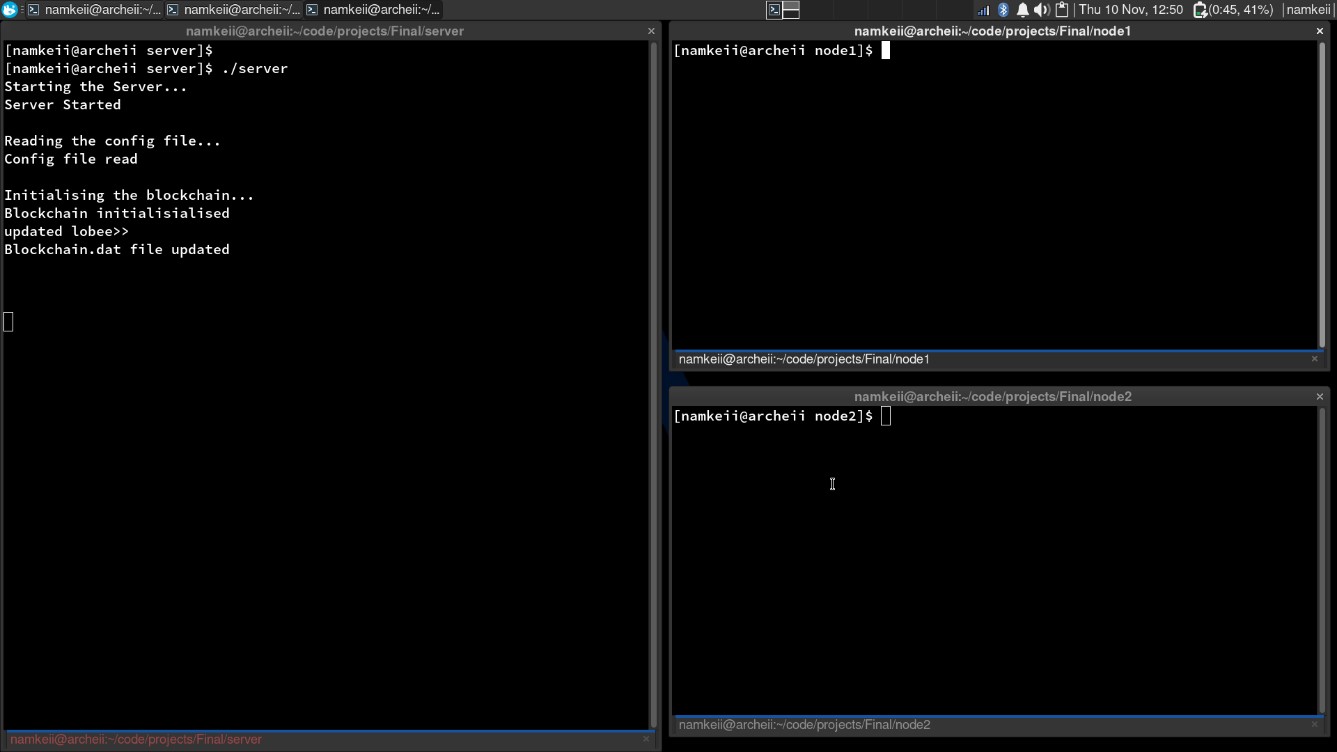 namkeii@archeii:~/... namkeii@archeii:~/... namkeii@archeii:~/... Thu 10 Nov, 12:50 (0:45, 41%) namkeii
namkeii@archeii:~/code/projects/Final/server
[namkeii@archeii server]$
[namkeii@archeii server]$ ./server
Starting the Server...
Server Started
Reading the config file...
Config file read
Initialising the blockchain...
Blockchain initialisialised
updated lobee>>
Blockchain.dat file updated
namkeii@archeii:~/code/projects/Final/server
namkeii@archeii:~/code/projects/Final/node1
[namkeii@archeii node1]$
namkeii@archeii:~/code/projects/Final/node1
namkeii@archeii:~/code/projects/Final/node2
[namkeii@archeii node2]$
namkeii@archeii:~/code/projects/Final/node2